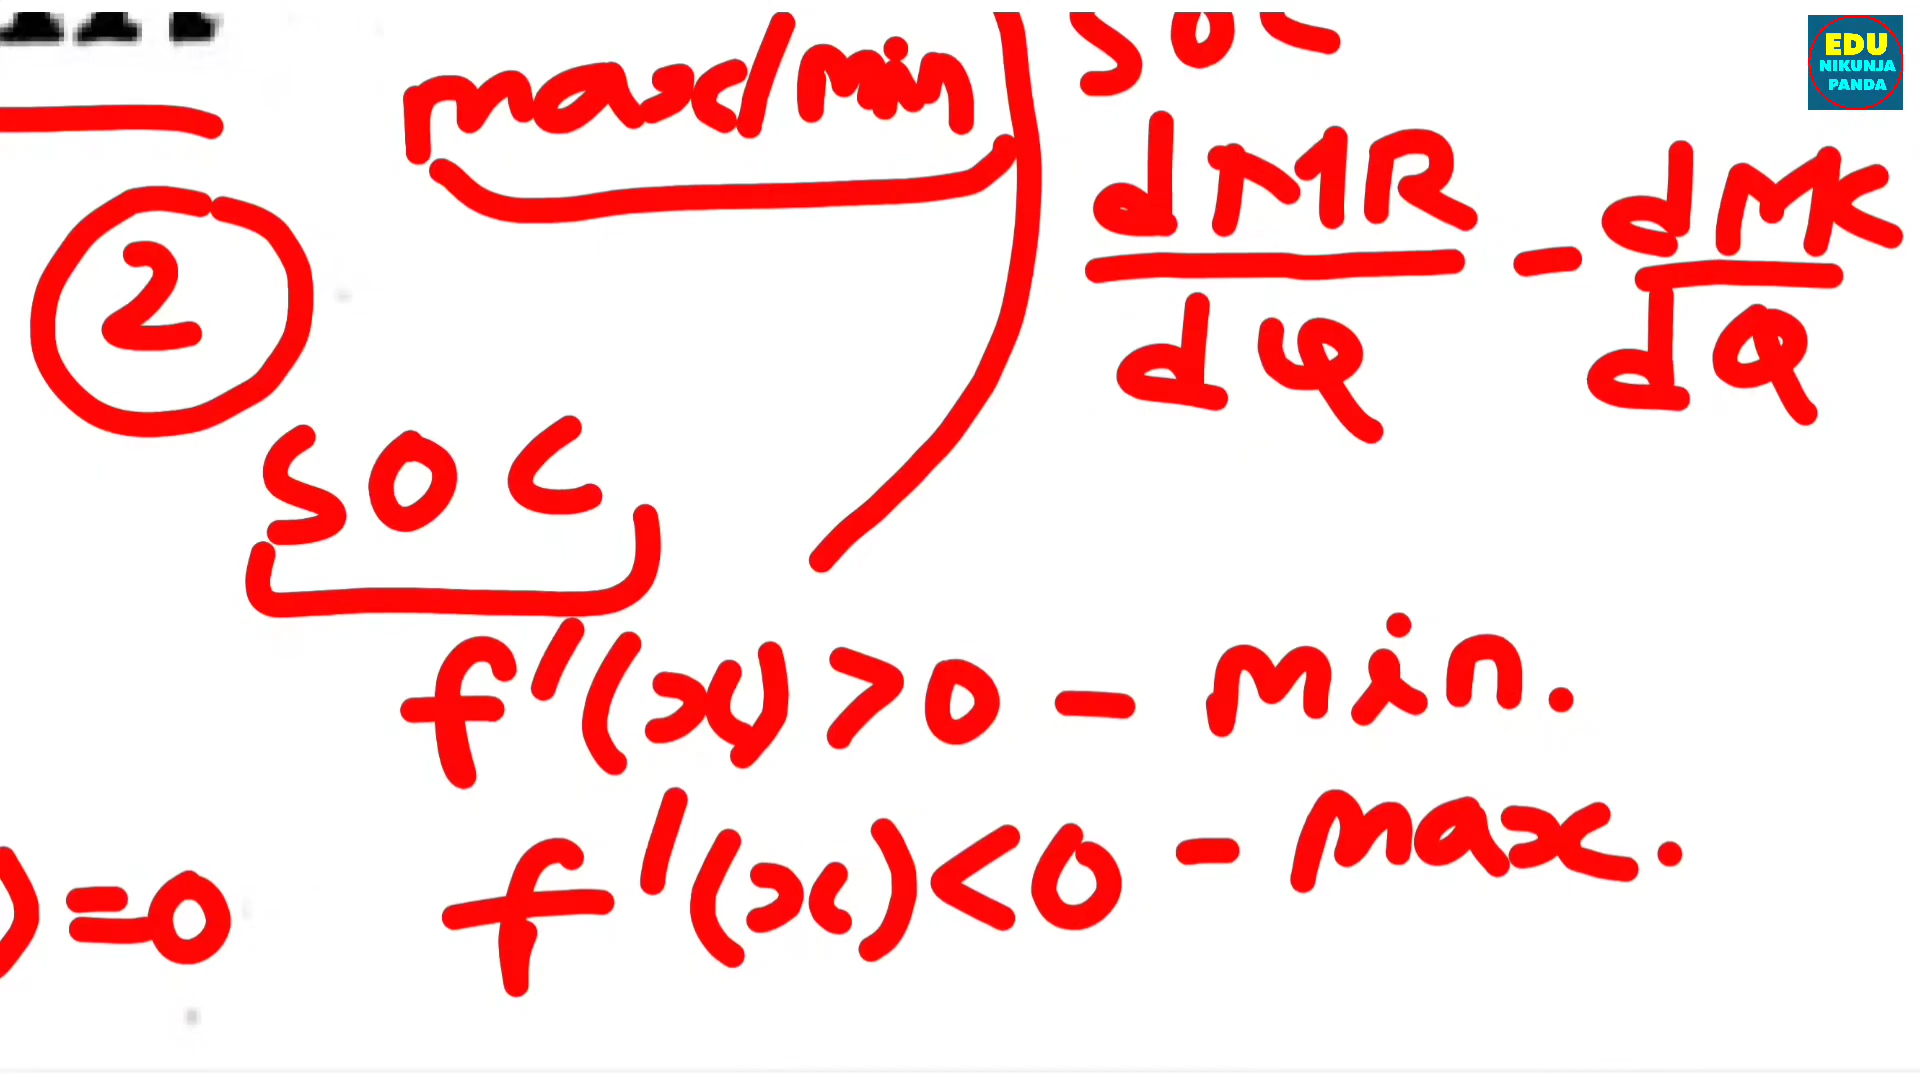 max/min
SOC
dMR/dQ - dMC/dQ
2
SOC
f'(x) > 0 - min.
f'(x) < 0 - max.
) = 0
EDU
NIKUNJA
PANDA